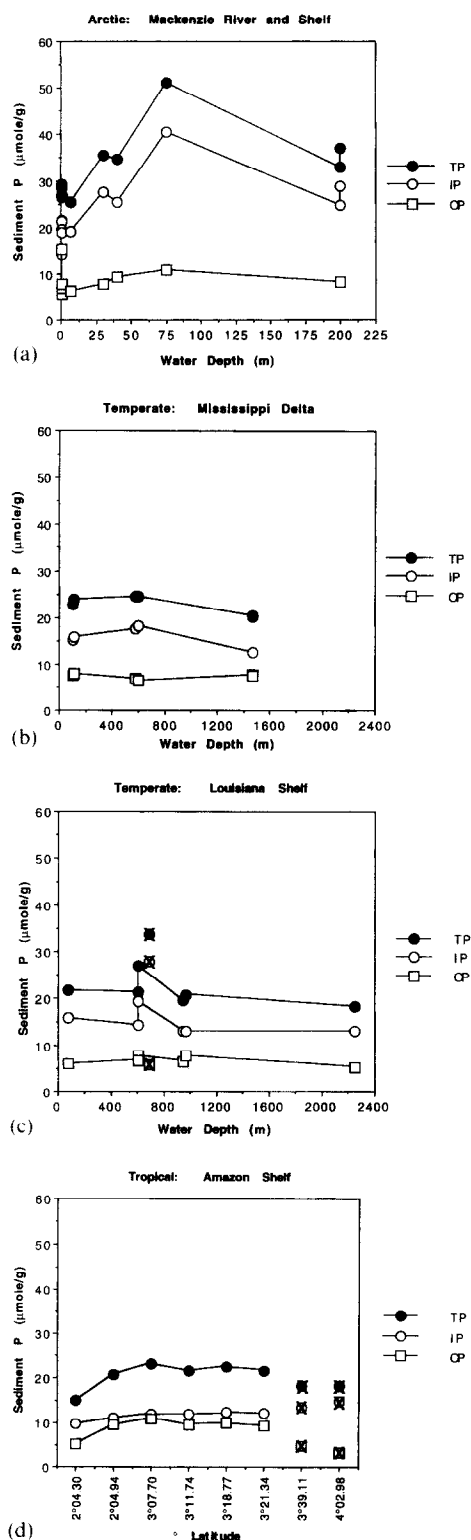 Arctic: Mackenzie River and Shelf
60
50
40
30
20
10
0
Sediment P (µmole/g)
0 25 50 75 100 125 150 175 200 225
Water Depth (m)
TP
IP
OP
(a)
Temperate: Mississippi Delta
60
50
40
30
20
10
0
Sediment P (µmole/g)
0 400 800 1200 1600 2000 2400
Water Depth (m)
TP
IP
OP
(b)
Temperate: Louisiana Shelf
60
50
40
30
20
10
0
Sediment P (µmole/g)
0 400 800 1200 1600 2000 2400
Water Depth (m)
TP
IP
OP
(c)
Tropical: Amazon Shelf
60
50
40
30
20
10
0
Sediment P (µmole/g)
2°04.30 2°04.94 3°07.70 3°11.74 3°18.77 3°21.34 3°39.11 4°02.98
° Latitude
TP
IP
OP
(d)